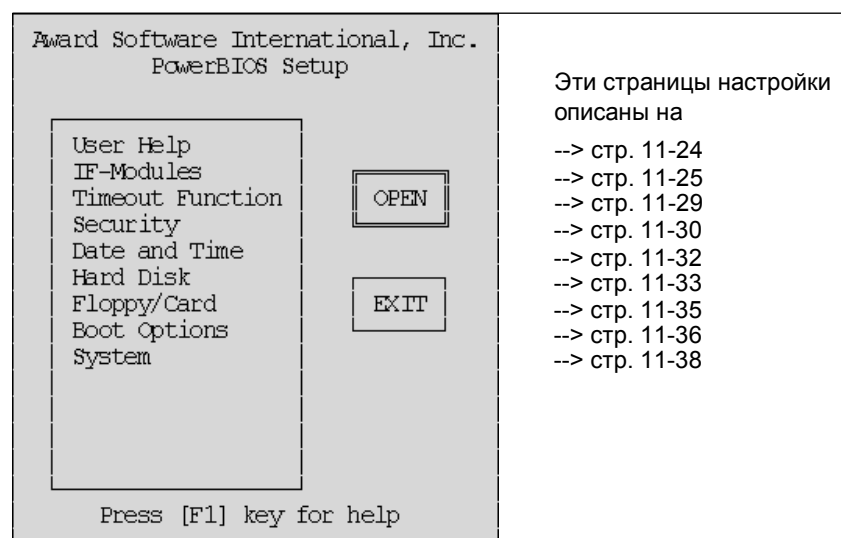 Award Software International, Inc.
PowerBIOS Setup
User Help
IF-Modules
Timeout Function
Security
Date and Time
Hard Disk
Floppy/Card
Boot Options
System
OPEN
EXIT
Press [F1] key for help
Эти страницы настройки
описаны на
--> стр. 11-24
--> стр. 11-25
--> стр. 11-29
--> стр. 11-30
--> стр. 11-32
--> стр. 11-33
--> стр. 11-35
--> стр. 11-36
--> стр. 11-38